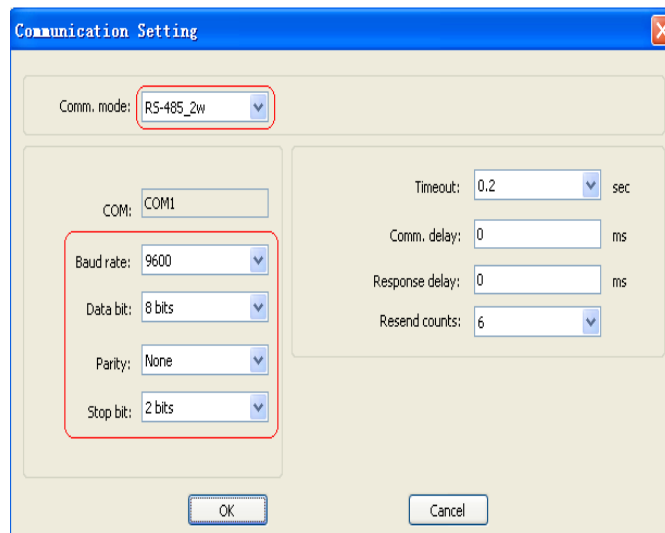 Communication Setting
Comm. mode: RS-485_2w
COM: COM1
Baud rate: 9600
Data bit: 8 bits
Parity: None
Stop bit: 2 bits
Timeout: 0.2 sec
Comm. delay: 0 ms
Response delay: 0 ms
Resend counts: 6
OK
Cancel